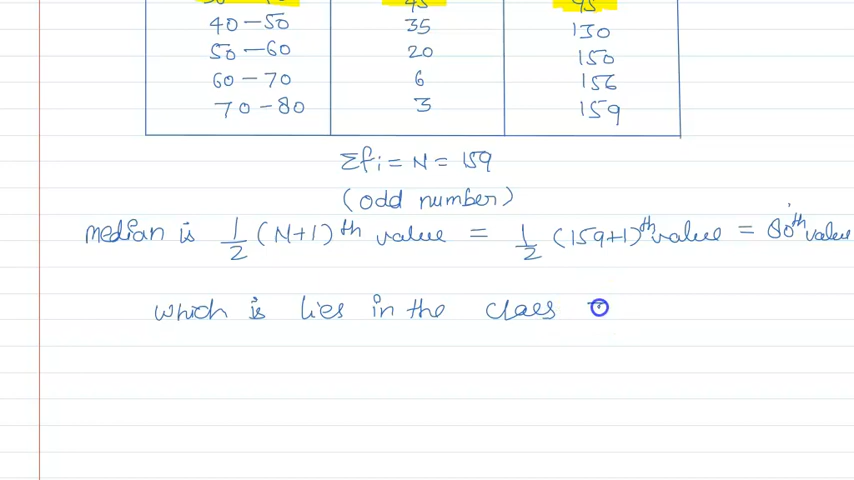 45 95
40-50 35 130
50-60 20 150
60-70 6 156
70-80 3 159
Σfi = N = 159
(odd number)
median is 1/2 (N+1)th value = 1/2 (159+1)th value = 80th value
which is lies in the class